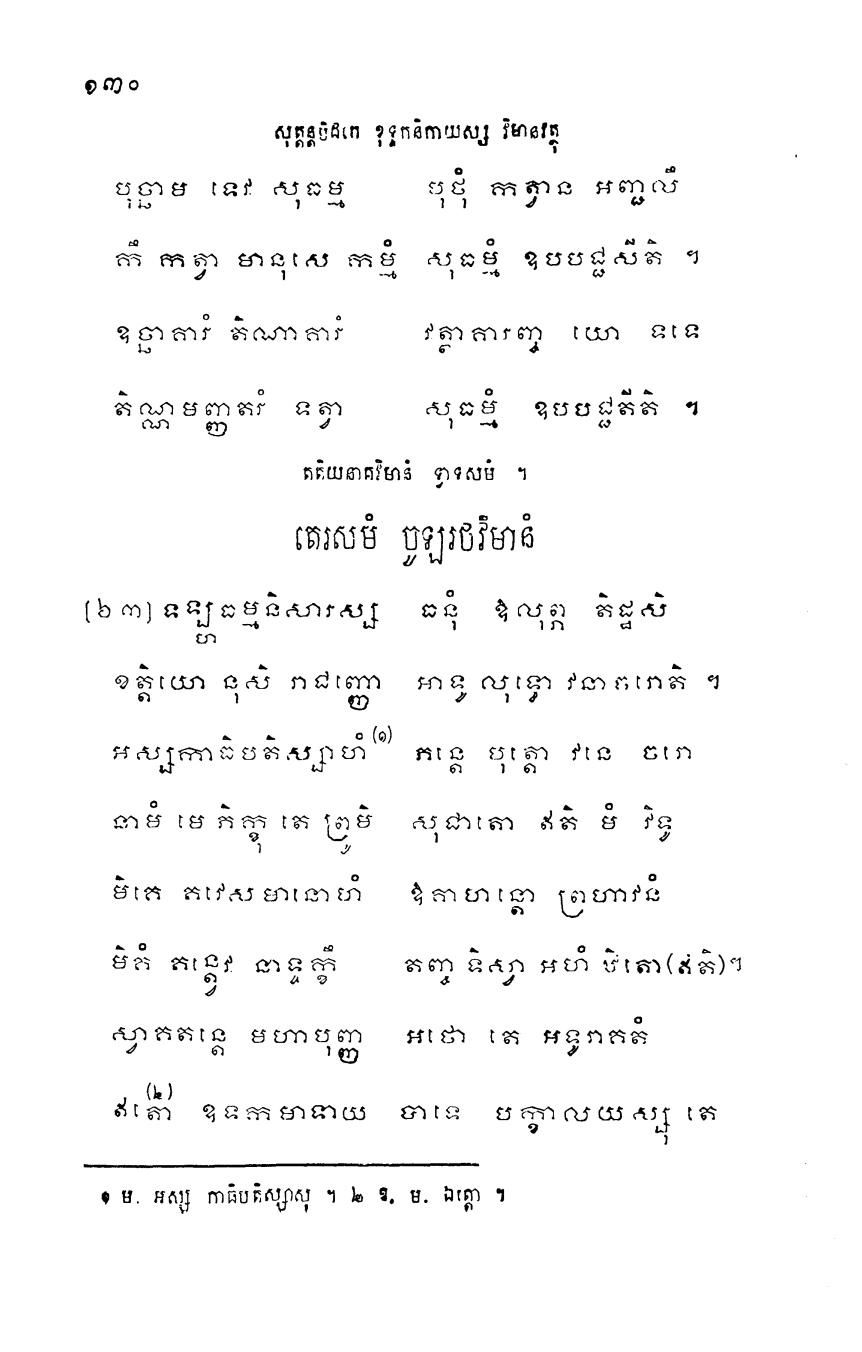 ១៣០
សុត្តន្តបិដកេ ខុទ្ទកនិកាយស្ស វិមានវត្ថុ
បុច្ឆាម ទេវ សុធម្ម បុថុំ កត្វាន អញ្ជលឹ
កឹ កត្វា មានុសេ កម្មំ សុធម្មំ ឧបបជ្ជសីតិ ។
ឧច្ឆាគារំ តិណាគារំ វត្ថាគារញ្ច យោ ទទេ
តិណ្ណមញ្ញតរំ ទត្វា សុធម្មំ ឧបបជ្ជតីតិ ។
តតិយនាគវិមានំ ទ្វាទសមំ ។
តេរសមំ ចូឡរថវិមានំ
[៦៣] ទឡ្ហធម្មនិសារស្ស ធនុំ ឱលុព្ភ តិដ្ឋសិ
ខត្តិយោ នុសិ រាជញ្ញោ អាទូ លុទ្ទោ វនាចរោតិ ។
អស្សកាធិបតិស្សាហំ(១) ភន្តេ បុត្តោ វនេ ចរោ
នាមំ មេ ភិក្ខុ តេ ព្រូមិ សុជាតោ ឥតិ មំ វិទូ
មិគេ គវេសមានោហំ ឱគាហន្តោ ព្រហាវនំ
មិគំ គន្ត្វេវ នាទ្ទក្ខឹ តញ្ច ទិស្វា អហំ ឋិតោ(ឥតិ)។
ស្វាគតន្តេ មហាបុញ្ញ អថោ តេ អទូរាគតំ
ឥតោ(២) ឧទកមាទាយ បាទេ បក្ខាលយស្សុ តេ
១ ម. អស្ស កាធិបតិស្សាសុ ។ ២ ឱ. ម. ឯត្តោ ។